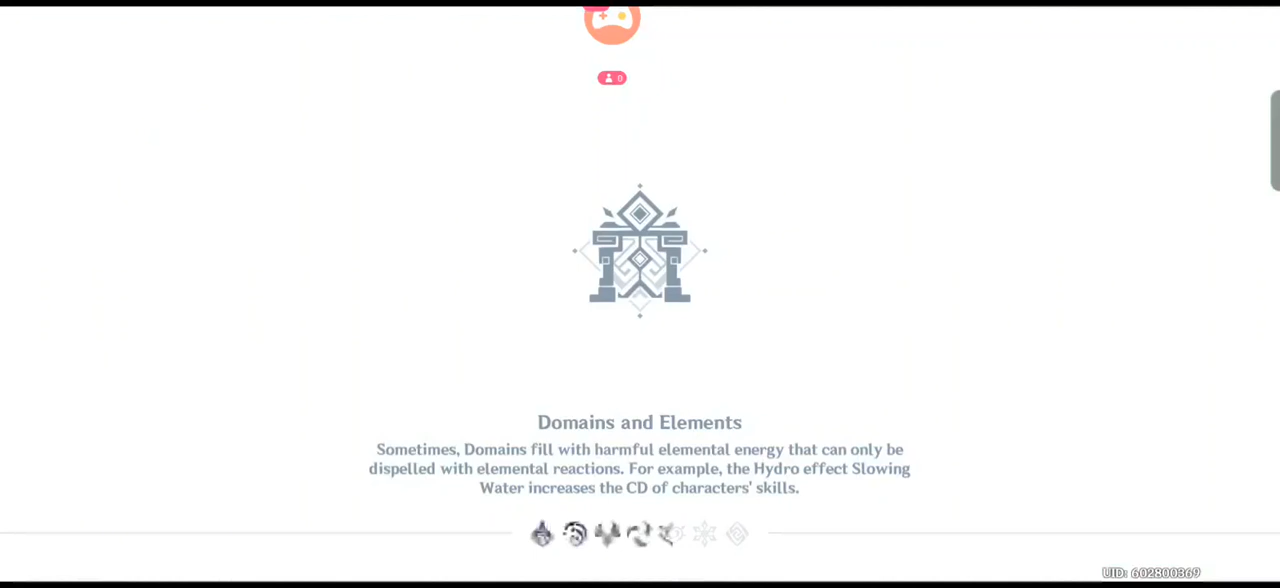 0
Domains and Elements
Sometimes, Domains fill with harmful elemental energy that can only be
dispelled with elemental reactions. For example, the Hydro effect Slowing
Water increases the CD of characters' skills.
UID: 602800369